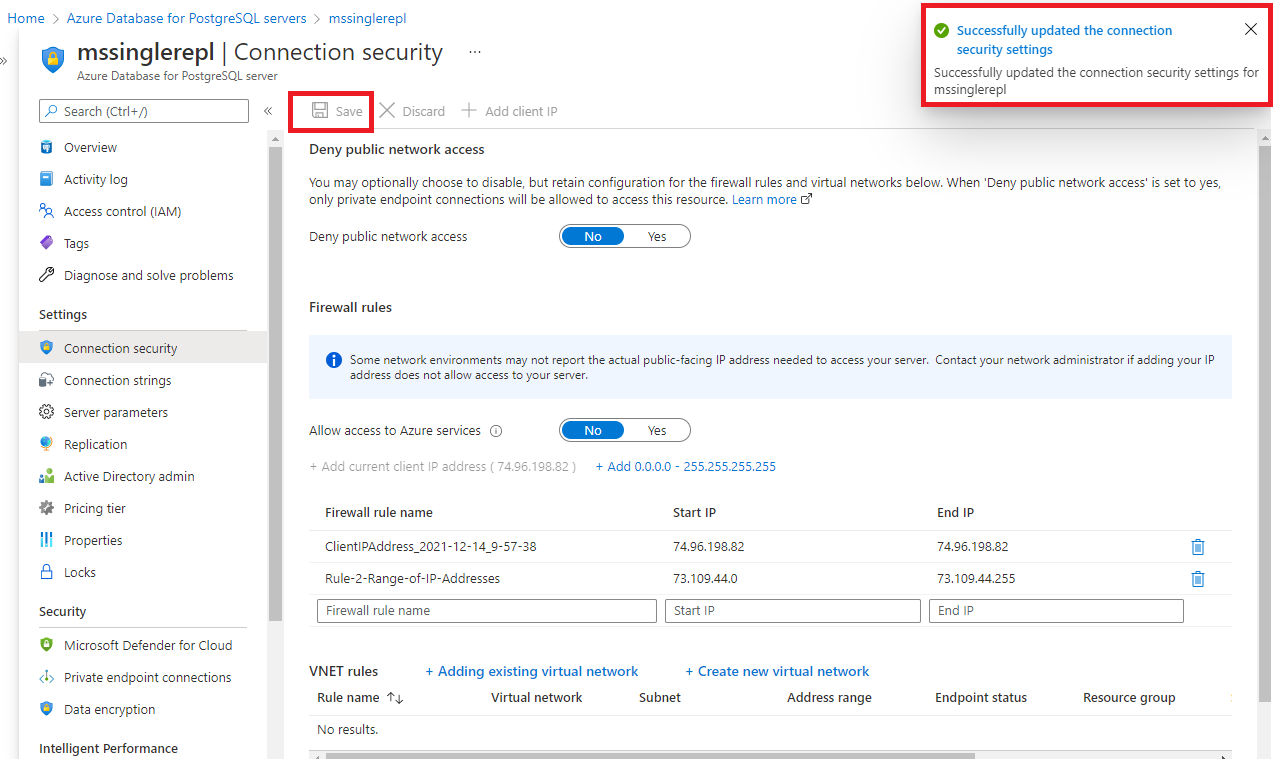 Home > Azure Database for PostgreSQL servers > mssinglerepl
mssinglerepl | Connection security ...
Azure Database for PostgreSQL server
Successfully updated the connection
security settings
Successfully updated the connection security settings for
mssinglerepl
Search (Ctrl+/)
«
Save
Discard
Add client IP
Overview
Activity log
Access control (IAM)
Tags
Diagnose and solve problems
Settings
Connection security
Connection strings
Server parameters
Replication
Active Directory admin
Pricing tier
Properties
Locks
Security
Microsoft Defender for Cloud
Private endpoint connections
Data encryption
Intelligent Performance
Deny public network access
You may optionally choose to disable, but retain configuration for the firewall rules and virtual networks below. When 'Deny public network access' is set to yes,
only private endpoint connections will be allowed to access this resource. Learn more
Deny public network access No Yes
Firewall rules
Some network environments may not report the actual public-facing IP address needed to access your server. Contact your network administrator if adding your IP
address does not allow access to your server.
Allow access to Azure services No Yes
+ Add current client IP address ( 74.96.198.82 ) + Add 0.0.0.0 - 255.255.255.255
Firewall rule name Start IP End IP
ClientIPAddress_2021-12-14_9-57-38 74.96.198.82 74.96.198.82
Rule-2-Range-of-IP-Addresses 73.109.44.0 73.109.44.255
Firewall rule name Start IP End IP
VNET rules + Adding existing virtual network + Create new virtual network
Rule name ↑↓ Virtual network Subnet Address range Endpoint status Resource group
No results.